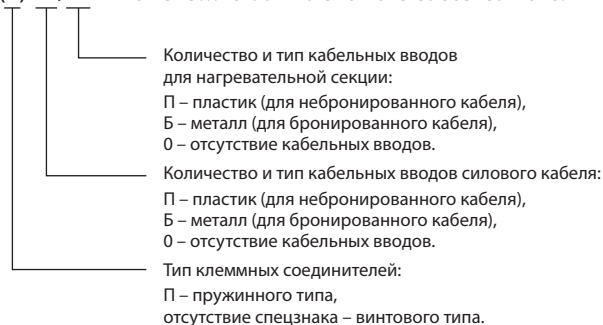 Количество и тип кабельных вводов
для нагревательной секции:
П – пластик (для небронированного кабеля),
Б – металл (для бронированного кабеля),
0 – отсутствие кабельных вводов.
Количество и тип кабельных вводов силового кабеля:
П – пластик (для небронированного кабеля),
Б – металл (для бронированного кабеля),
0 – отсутствие кабельных вводов.
Тип клеммных соединителей:
П – пружинного типа,
отсутствие спецзнака – винтового типа.